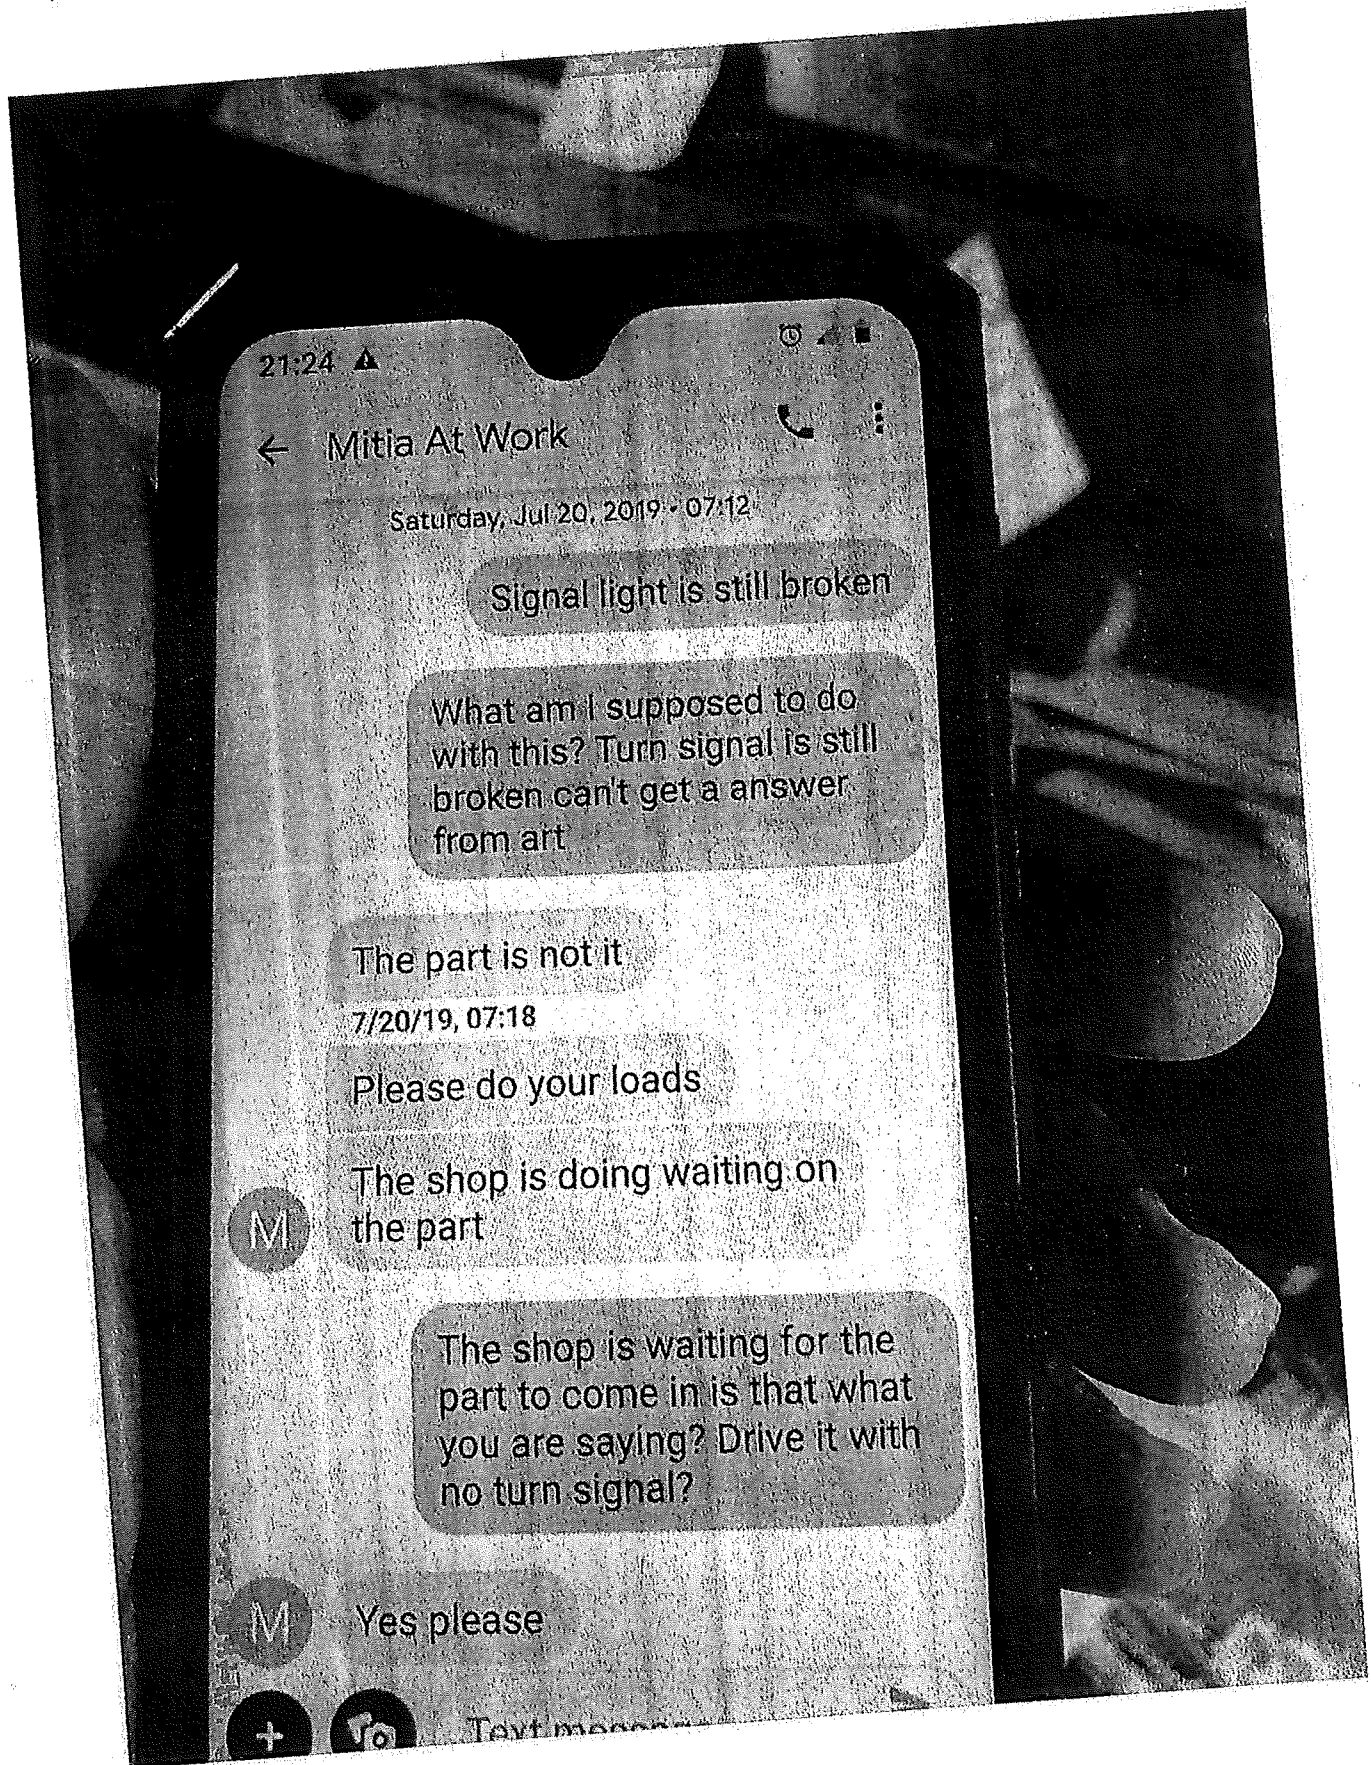 21:24
Mitia At Work
Saturday, Jul 20, 2019 • 07:12
Signal light is still broken
What am I supposed to do
with this? Turn signal is still
broken can't get a answer
from art
The part is not it
7/20/19, 07:18
Please do your loads
The shop is doing waiting on
the part
M
The shop is waiting for the
part to come in is that what
you are saying? Drive it with
no turn signal?
M
Yes please
Text